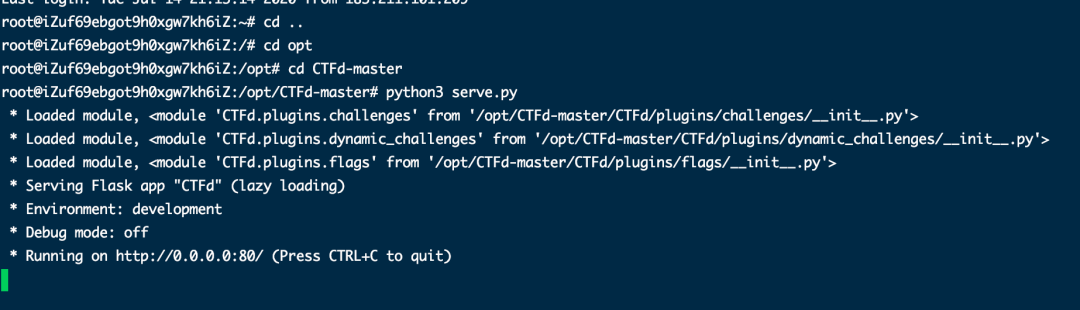 Last login: Tue Jul 14 21:15:14 2020 from 183.211.101.209
root@iZuf69ebgot9h0xgw7kh6iZ:~# cd ..
root@iZuf69ebgot9h0xgw7kh6iZ:/# cd opt
root@iZuf69ebgot9h0xgw7kh6iZ:/opt# cd CTFd-master
root@iZuf69ebgot9h0xgw7kh6iZ:/opt/CTFd-master# python3 serve.py
* Loaded module, <module 'CTFd.plugins.challenges' from '/opt/CTFd-master/CTFd/plugins/challenges/__init__.py'>
* Loaded module, <module 'CTFd.plugins.dynamic_challenges' from '/opt/CTFd-master/CTFd/plugins/dynamic_challenges/__init__.py'>
* Loaded module, <module 'CTFd.plugins.flags' from '/opt/CTFd-master/CTFd/plugins/flags/__init__.py'>
* Serving Flask app "CTFd" (lazy loading)
* Environment: development
* Debug mode: off
* Running on http://0.0.0.0:80/ (Press CTRL+C to quit)